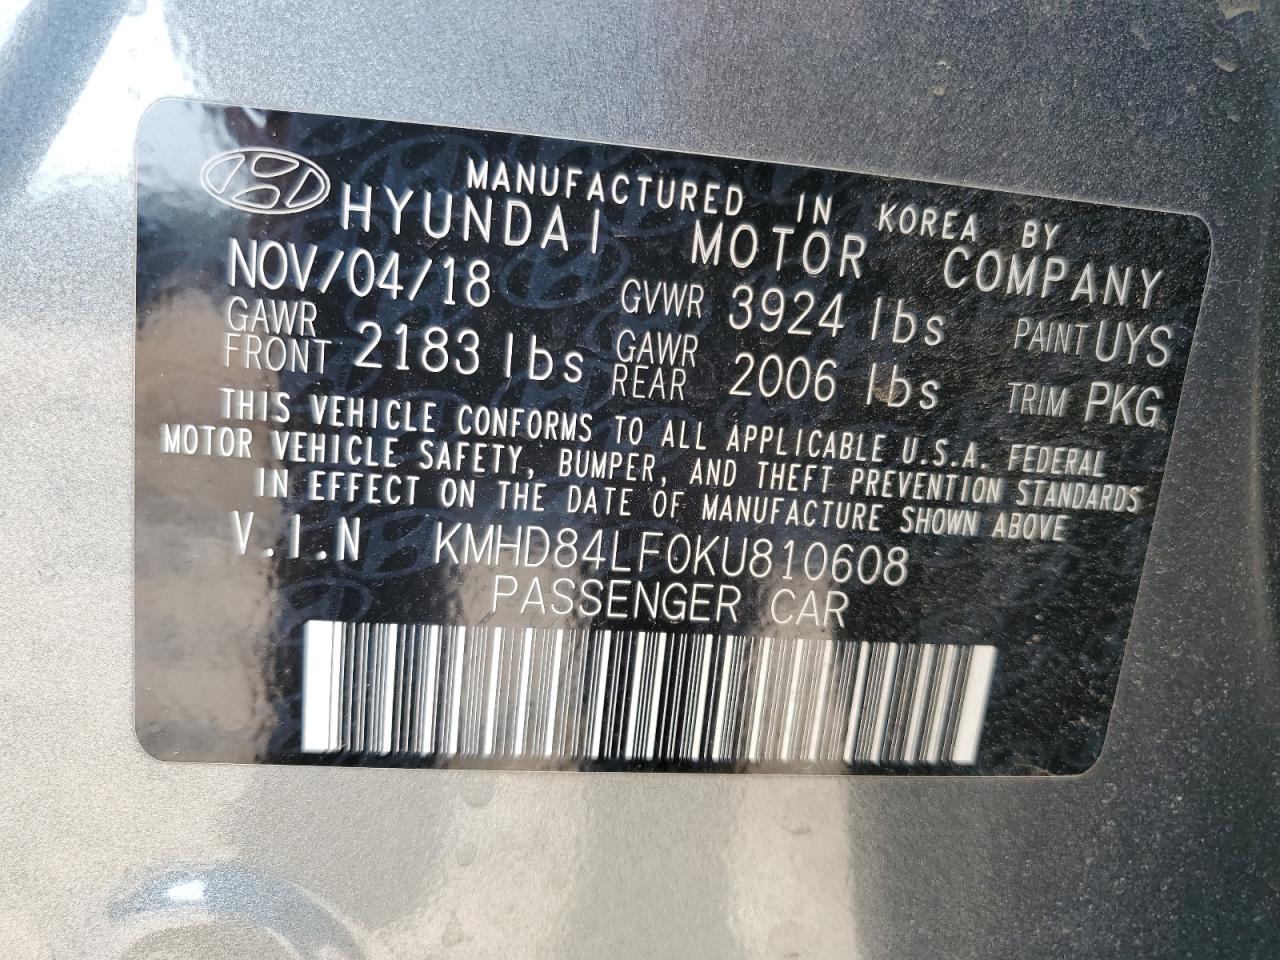 MANUFACTURED IN KOREA BY
HYUNDAI MOTOR COMPANY
NOV/04/18 GVWR 3924 lbs PAINT UYS
GAWR FRONT 2183 lbs GAWR REAR 2006 lbs TRIM PKG
THIS VEHICLE CONFORMS TO ALL APPLICABLE U.S.A. FEDERAL
MOTOR VEHICLE SAFETY, BUMPER, AND THEFT PREVENTION STANDARDS
IN EFFECT ON THE DATE OF MANUFACTURE SHOWN ABOVE
V.I.N KMHD84LF0KU810608
PASSENGER CAR